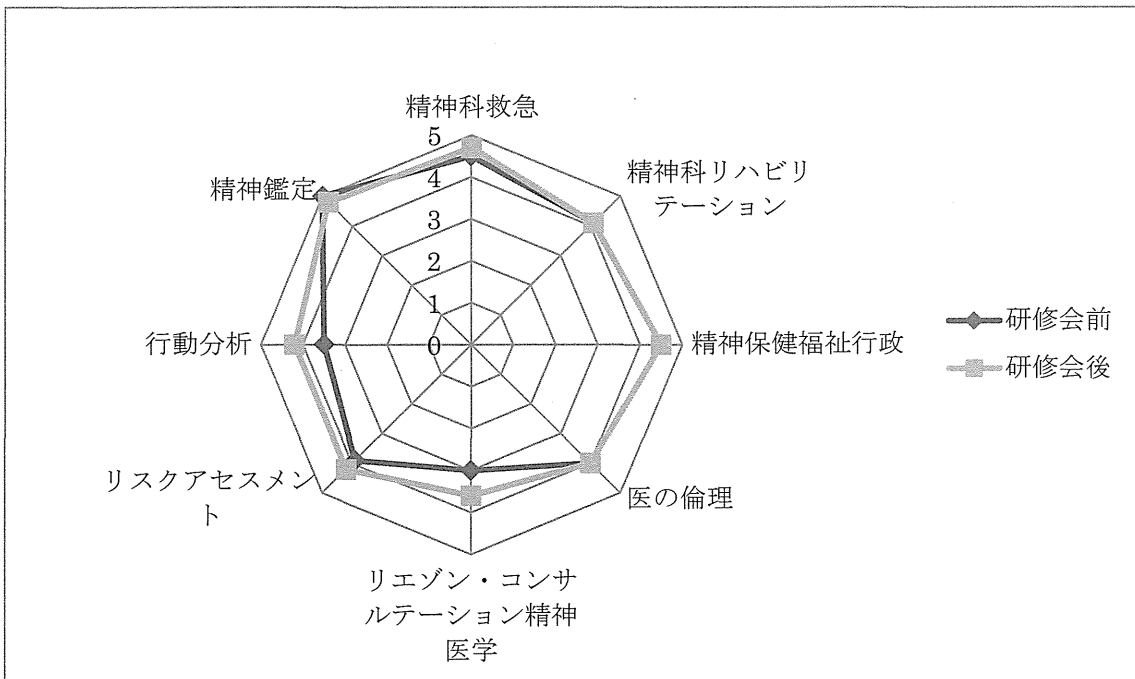 精神科救急
5
精神鑑定
精神科リハビリ
テーション
4
3
2
1
0
行動分析
精神保健福祉行政
研修会前
研修会後
リスクアセスメン
ト
医の倫理
リエゾン・コンサ
ルテーション精神
医学